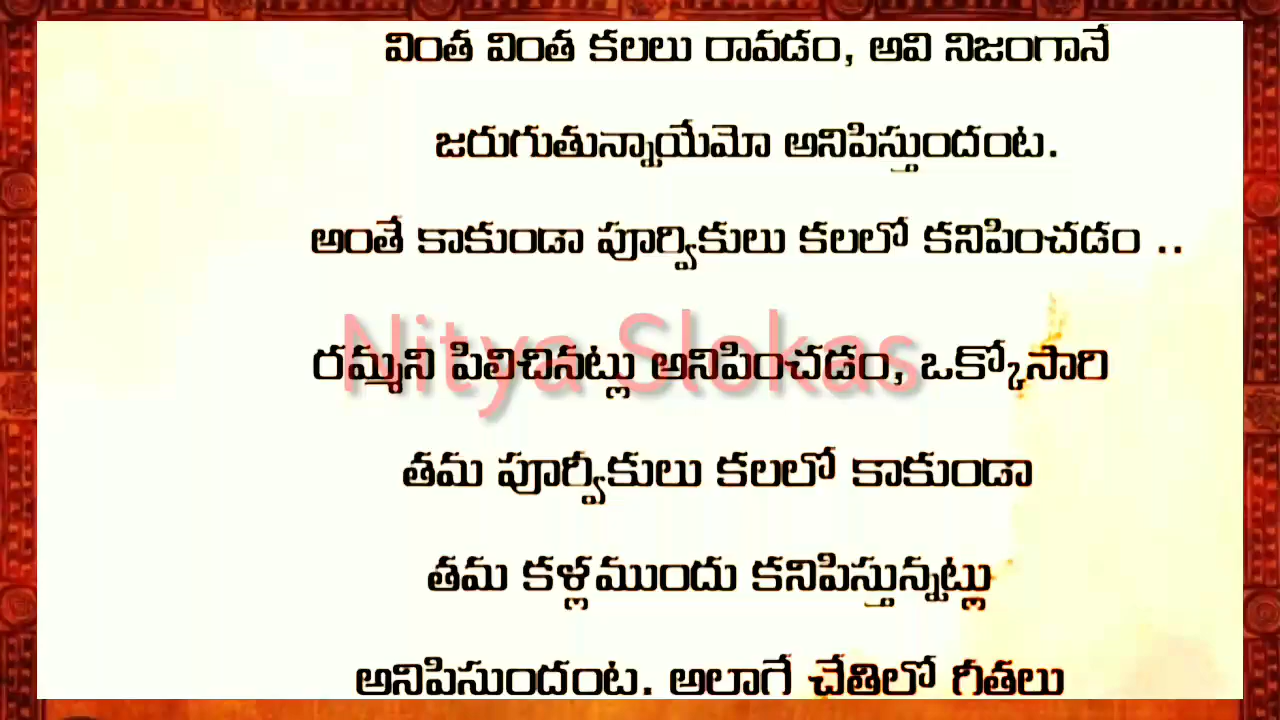 వింత వింత కలలు రావడం, అవి నిజంగానే
జరుగుతున్నాయేమో అనిపిస్తుందంట.
అంతే కాకుండా పూర్వికులు కలలో కనిపించడం ..
రమ్మని పిలిచినట్లు అనిపించడం, ఒక్కోసారి
Nitya Slokas
తమ పూర్వీకులు కలలో కాకుండా
తమ కళ్లముందు కనిపిస్తున్నట్లు
అనిపిసుందంట. అలాగే చేతిలో గీతలు